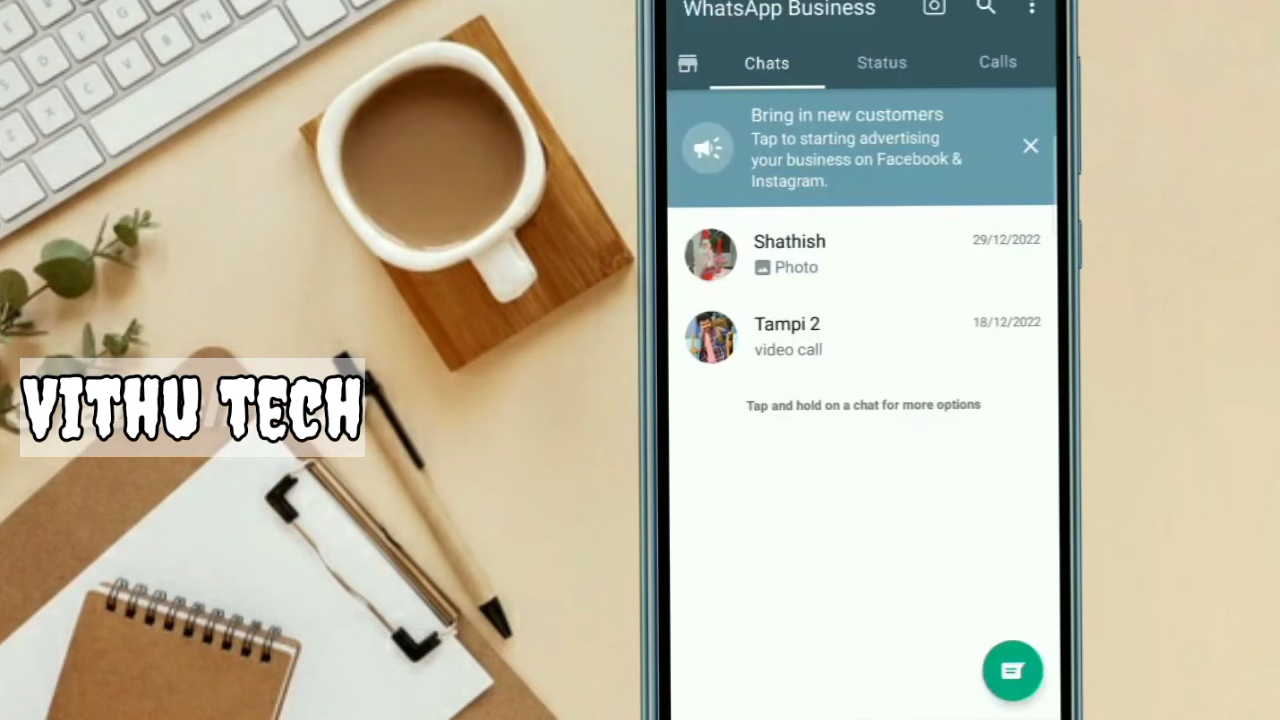 WhatsApp Business
Chats
Status
Calls
Bring in new customers
Tap to starting advertising
your business on Facebook &
Instagram.
Shathish
29/12/2022
Photo
Tampi 2
18/12/2022
video call
Tap and hold on a chat for more options
VITHU TECH
D
F
G
H
Z
X
C
V
B
N